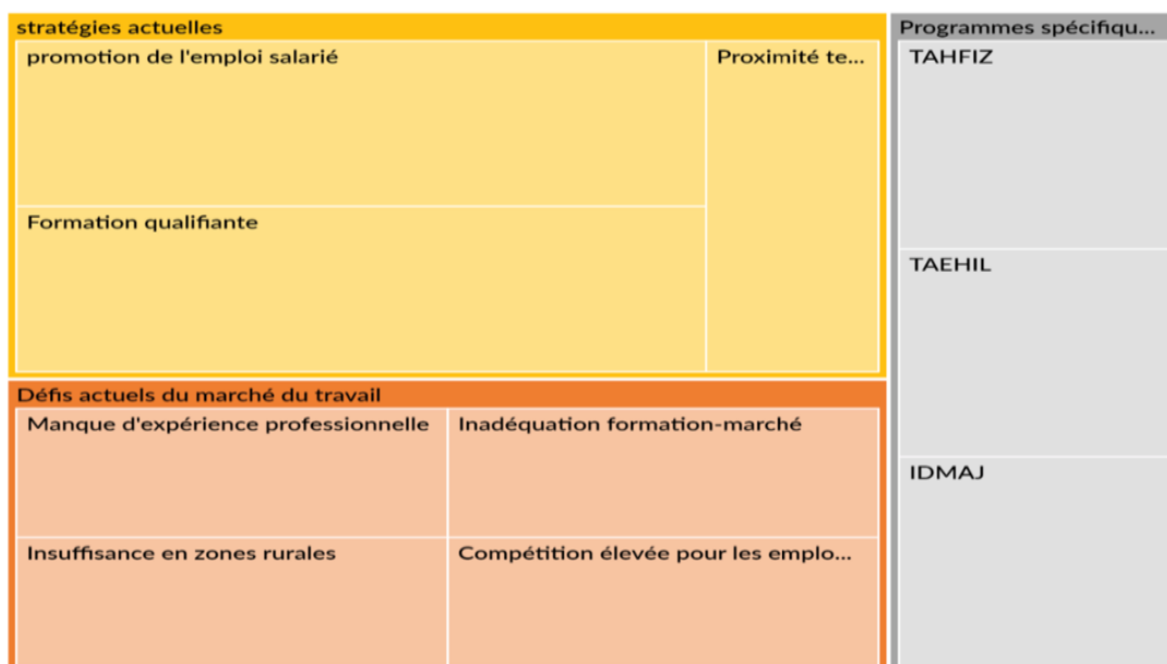 stratégies actuelles
promotion de l'emploi salarié
Proximité te...
Formation qualifiante
Défis actuels du marché du travail
Manque d'expérience professionnelle
Inadéquation formation-marché
Insuffisance en zones rurales
Compétition élevée pour les emplo...
Programmes spécifiqu...
TAHFIZ
TAEHIL
IDMAJ